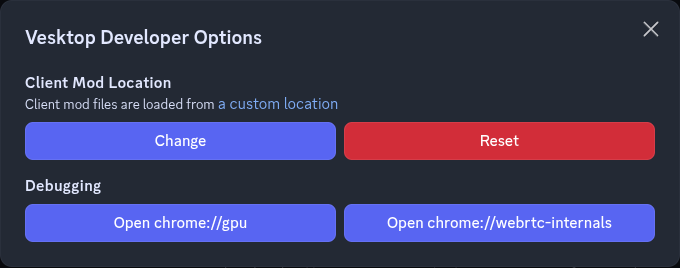 Vesktop Developer Options
Client Mod Location
Client mod files are loaded from a custom location
Change
Reset
Debugging
Open chrome://gpu
Open chrome://webrtc-internals